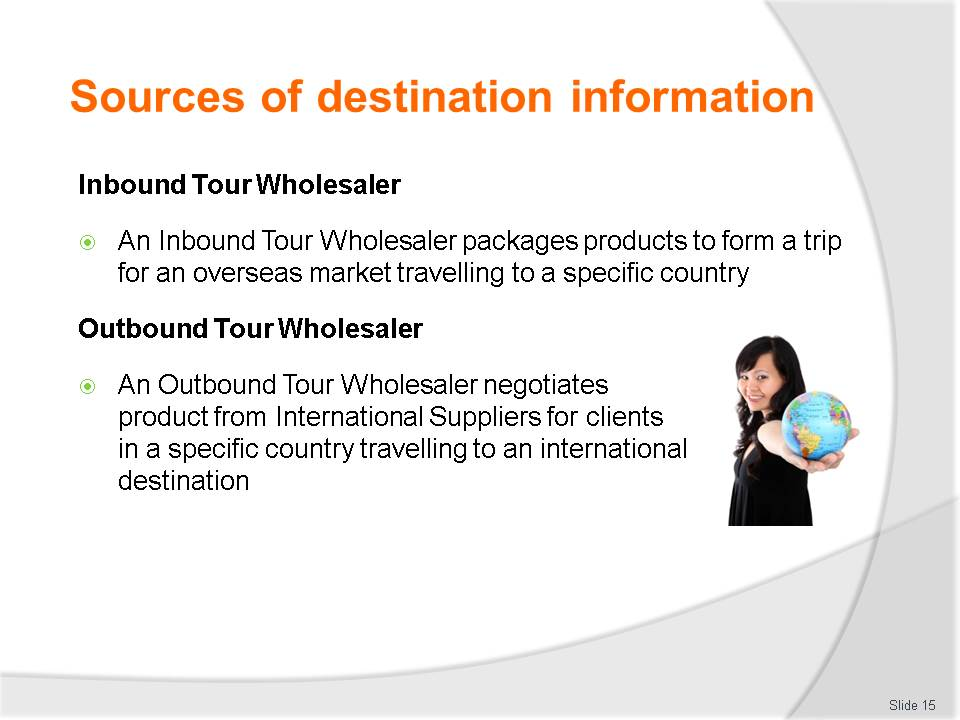 Sources of destination information
Inbound Tour Wholesaler
An Inbound Tour Wholesaler packages products to form a trip
for an overseas market travelling to a specific country
Outbound Tour Wholesaler
An Outbound Tour Wholesaler negotiates
product from International Suppliers for clients
in a specific country travelling to an international
destination
Slide 15